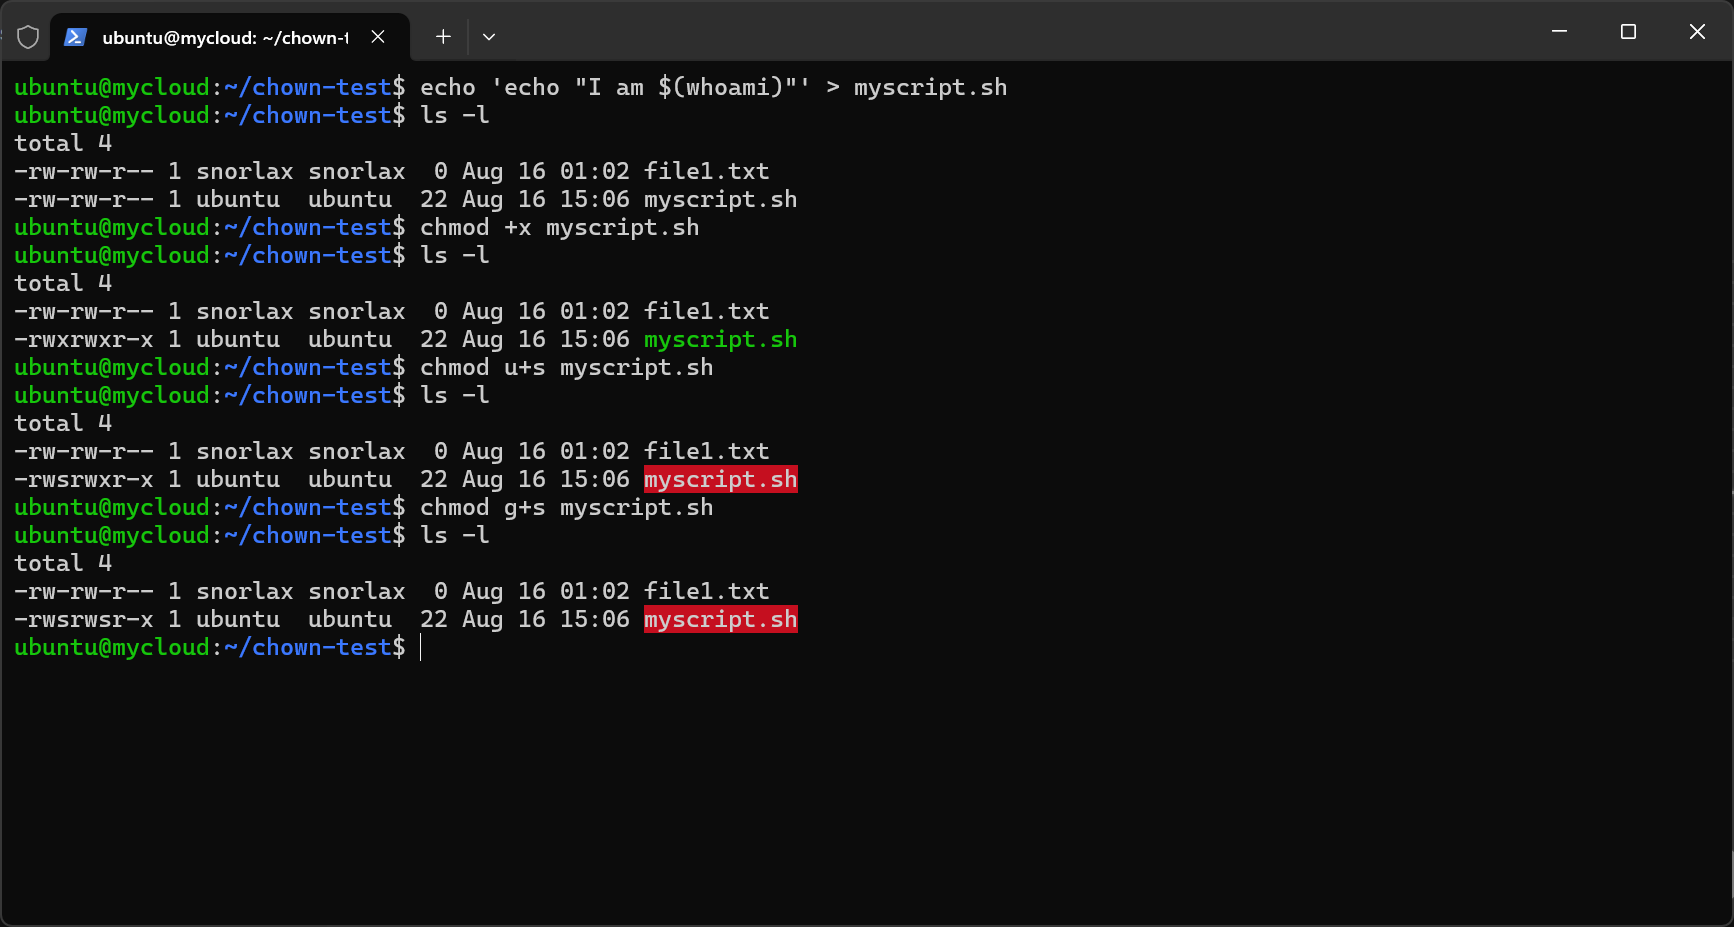 ubuntu@mycloud: ~/chown-t
ubuntu@mycloud:~/chown-test$ echo 'echo "I am $(whoami)"' > myscript.sh
ubuntu@mycloud:~/chown-test$ ls -l
total 4
-rw-rw-r-- 1 snorlax snorlax  0 Aug 16 01:02 file1.txt
-rw-rw-r-- 1 ubuntu  ubuntu  22 Aug 16 15:06 myscript.sh
ubuntu@mycloud:~/chown-test$ chmod +x myscript.sh
ubuntu@mycloud:~/chown-test$ ls -l
total 4
-rw-rw-r-- 1 snorlax snorlax  0 Aug 16 01:02 file1.txt
-rwxrwxr-x 1 ubuntu  ubuntu  22 Aug 16 15:06 myscript.sh
ubuntu@mycloud:~/chown-test$ chmod u+s myscript.sh
ubuntu@mycloud:~/chown-test$ ls -l
total 4
-rw-rw-r-- 1 snorlax snorlax  0 Aug 16 01:02 file1.txt
-rwsrwxr-x 1 ubuntu  ubuntu  22 Aug 16 15:06 myscript.sh
ubuntu@mycloud:~/chown-test$ chmod g+s myscript.sh
ubuntu@mycloud:~/chown-test$ ls -l
total 4
-rw-rw-r-- 1 snorlax snorlax  0 Aug 16 01:02 file1.txt
-rwsrwsr-x 1 ubuntu  ubuntu  22 Aug 16 15:06 myscript.sh
ubuntu@mycloud:~/chown-test$